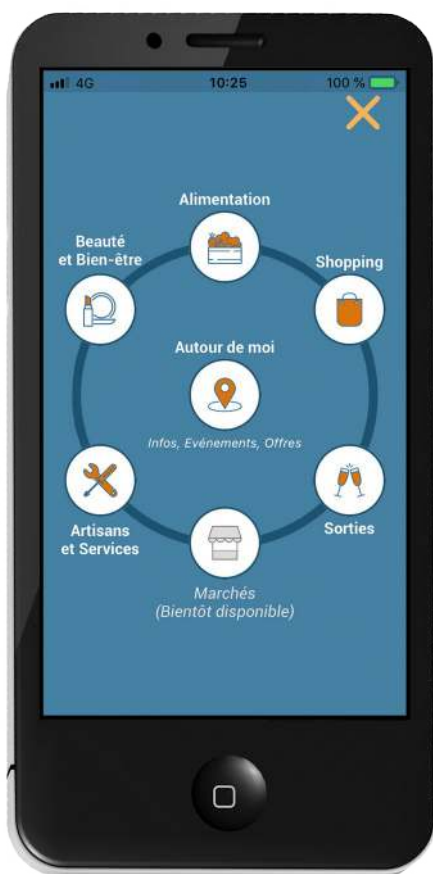 4G 10:25 100 %
Alimentation
Beauté
et Bien-être
Shopping
Autour de moi
Infos, Evénements, Offres
Artisans
et Services
Sorties
Marchés
(Bientôt disponible)